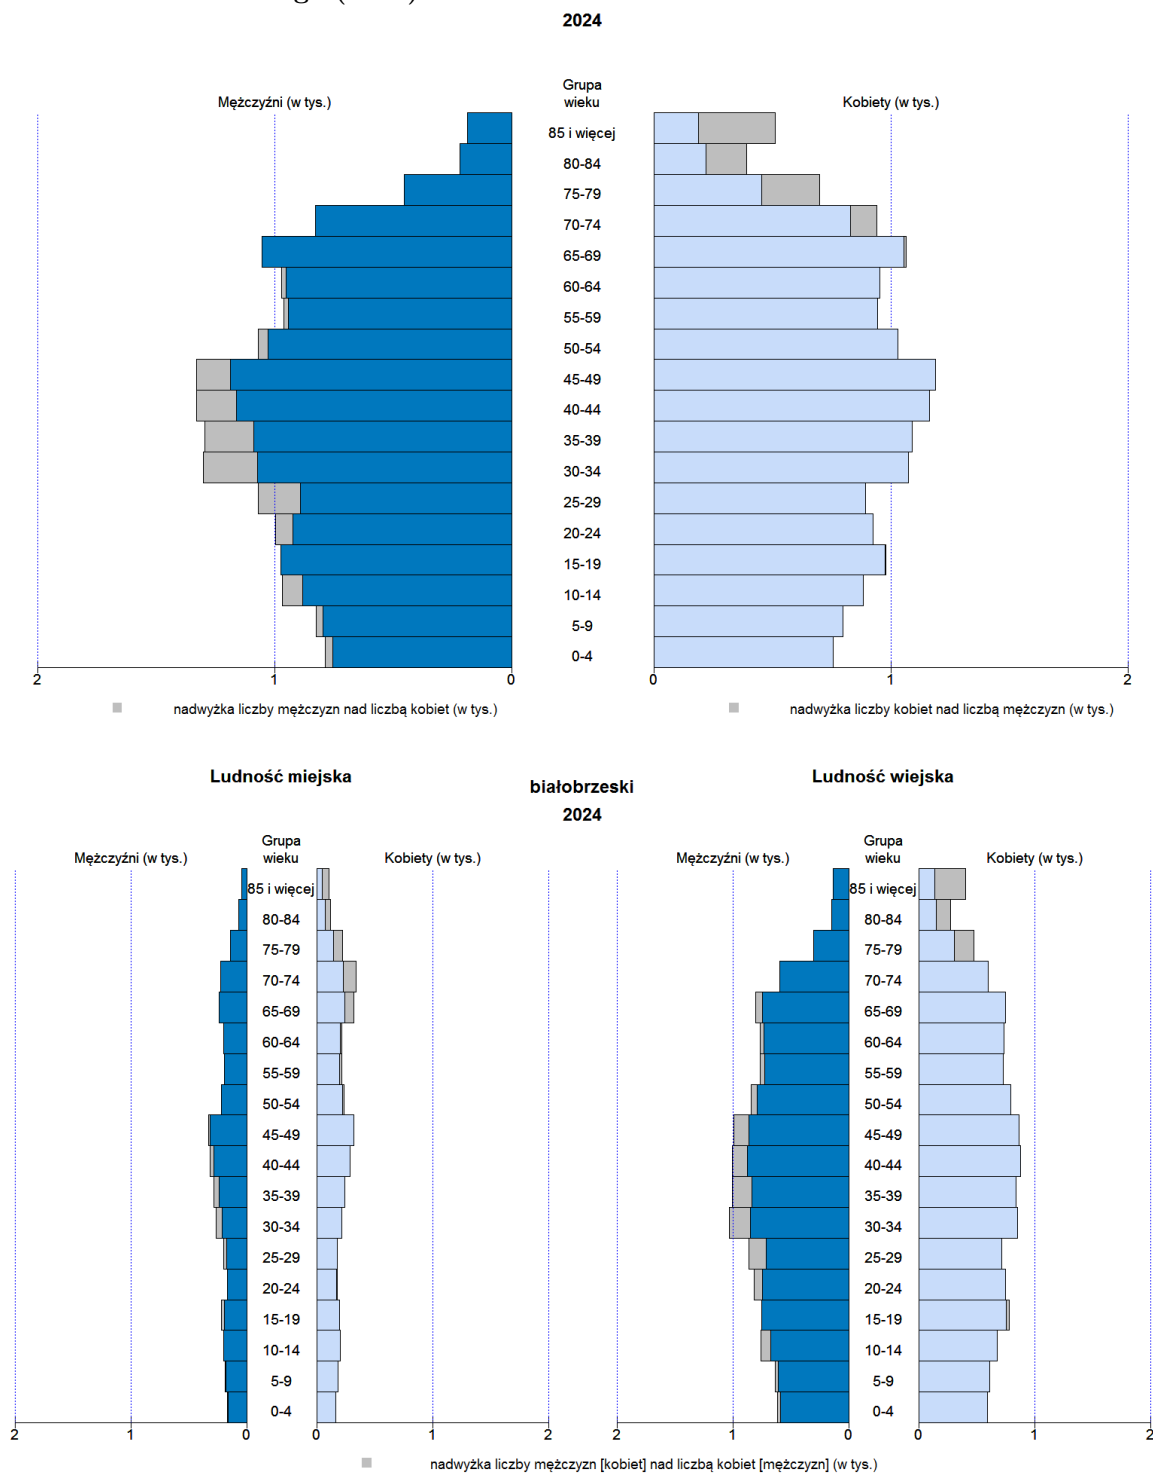 2024
Mężczyźni (w tys.)
Grupa
wieku
Kobiety (w tys.)
85 i więcej
80-84
75-79
70-74
65-69
60-64
55-59
50-54
45-49
40-44
35-39
30-34
25-29
20-24
15-19
10-14
5-9
0-4
2 1 0 0 1 2
nadwyżka liczby mężczyzn nad liczbą kobiet (w tys.)
nadwyżka liczby kobiet nad liczbą mężczyzn (w tys.)
Ludność miejska
białobrzeski
2024
Ludność wiejska
Mężczyźni (w tys.)
Grupa
wieku
Kobiety (w tys.)
85 i więcej
80-84
75-79
70-74
65-69
60-64
55-59
50-54
45-49
40-44
35-39
30-34
25-29
20-24
15-19
10-14
5-9
0-4
2 1 0 0 1 2
Mężczyźni (w tys.)
Grupa
wieku
Kobiety (w tys.)
85 i więcej
80-84
75-79
70-74
65-69
60-64
55-59
50-54
45-49
40-44
35-39
30-34
25-29
20-24
15-19
10-14
5-9
0-4
2 1 0 0 1 2
nadwyżka liczby mężczyzn [kobiet] nad liczbą kobiet [mężczyzn] (w tys.)